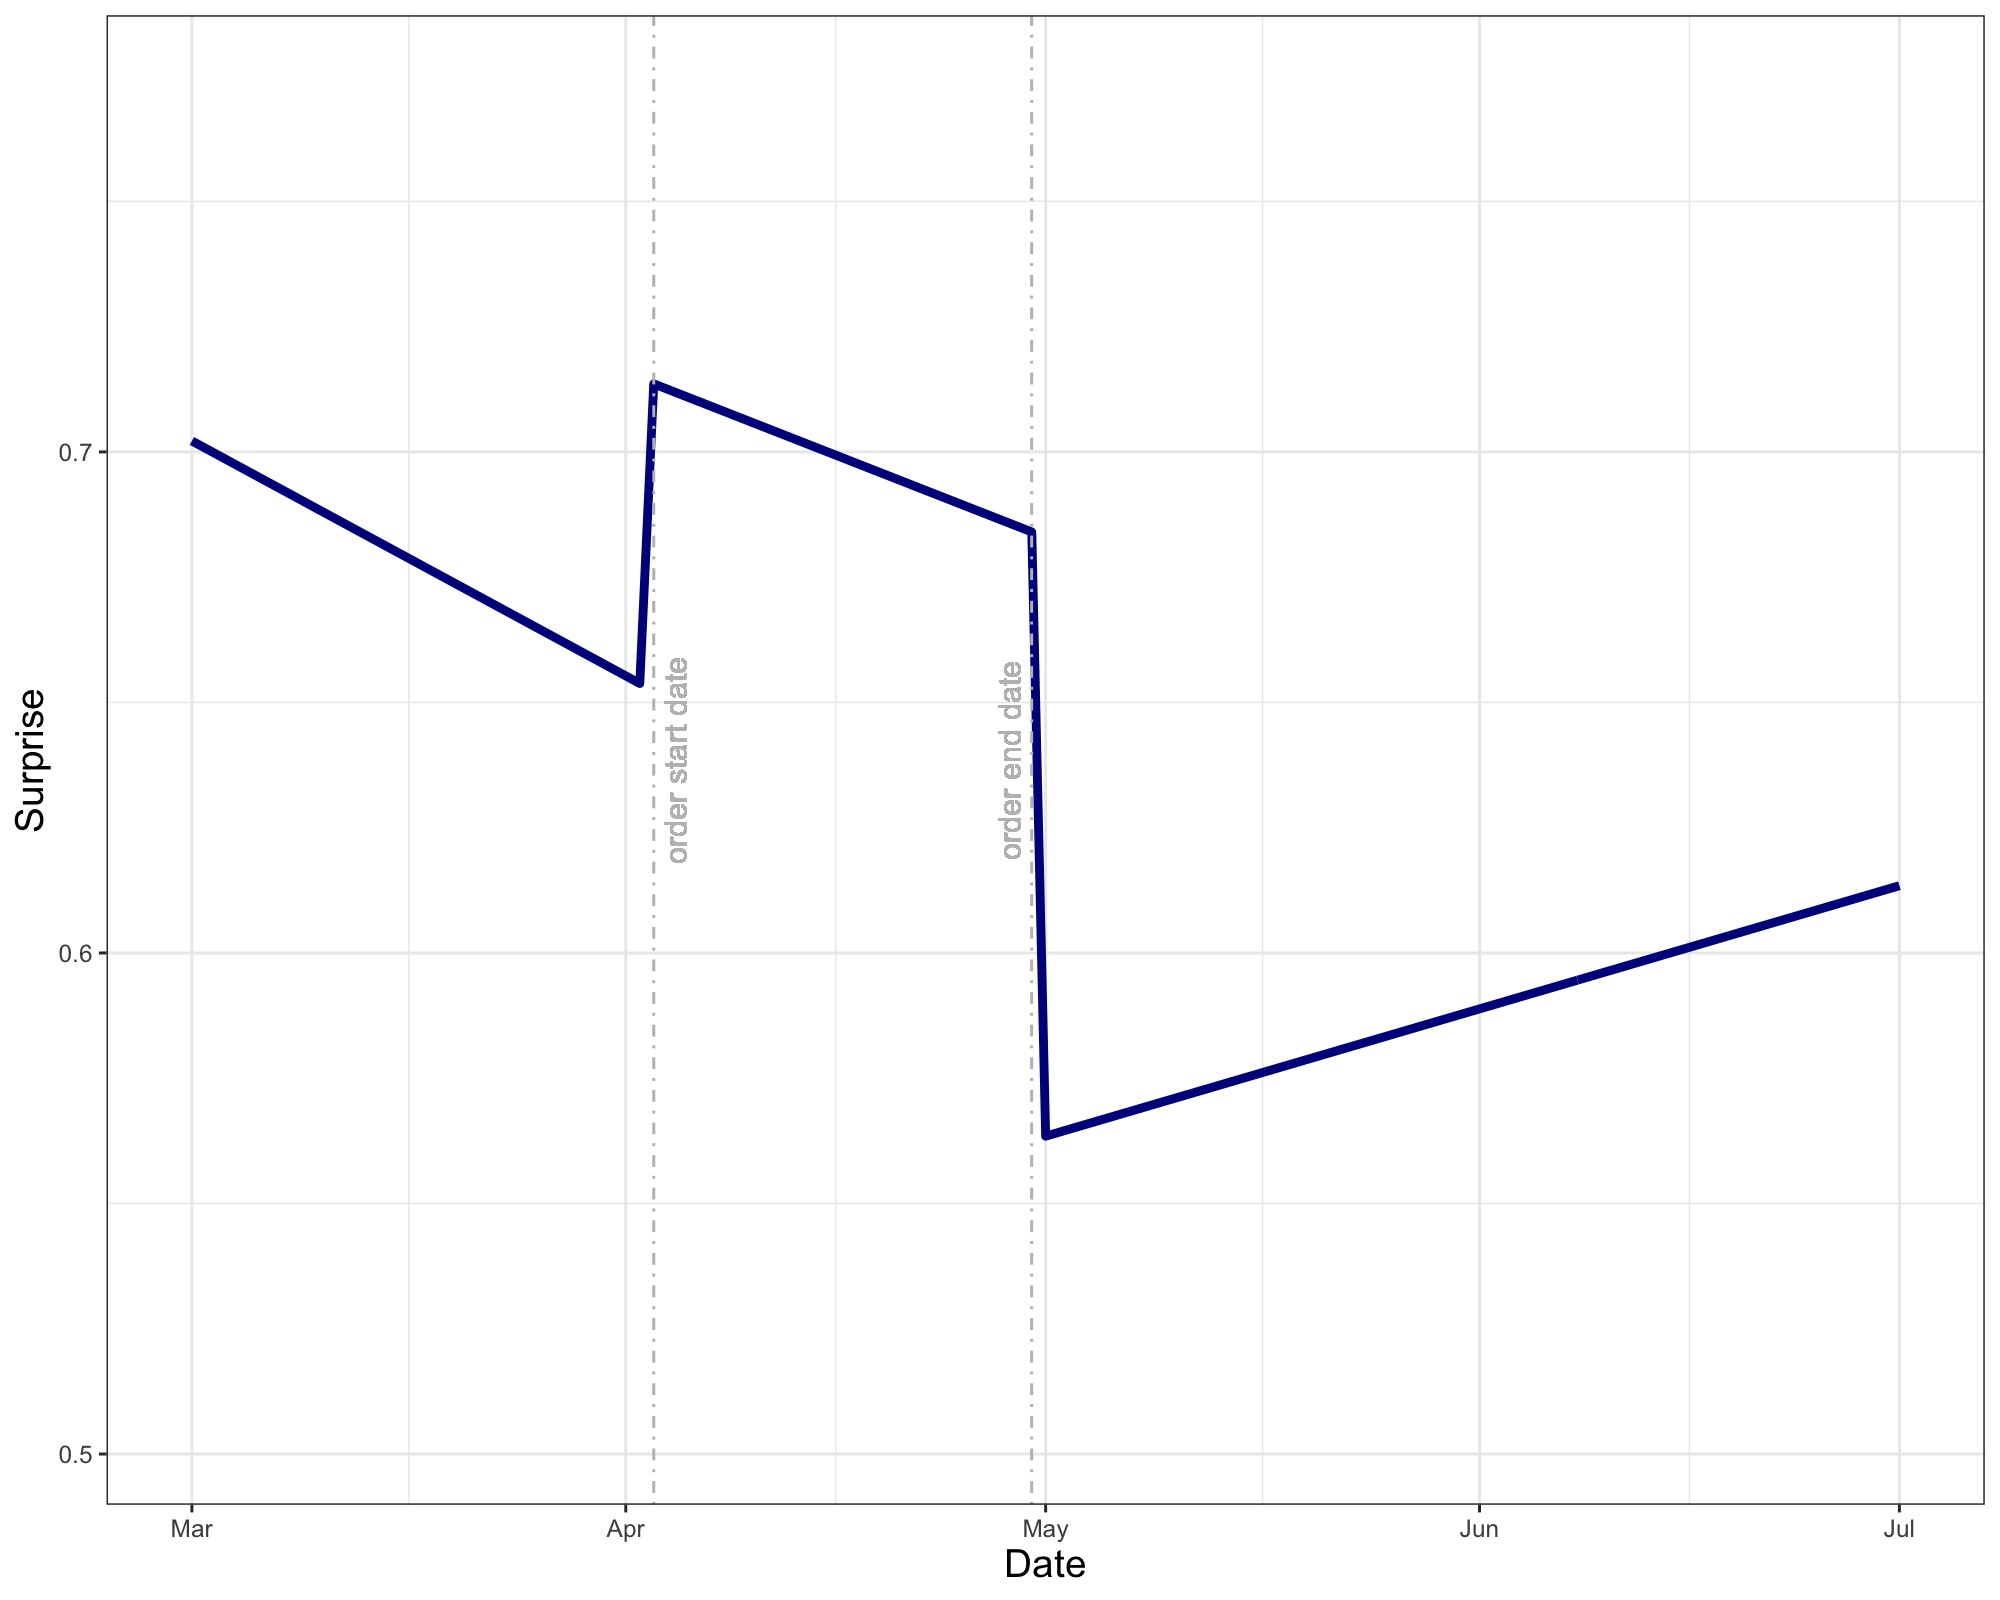 0.7
0.6
0.5
Surprise
order start date
order end date
Mar
Apr
May
Jun
Jul
Date